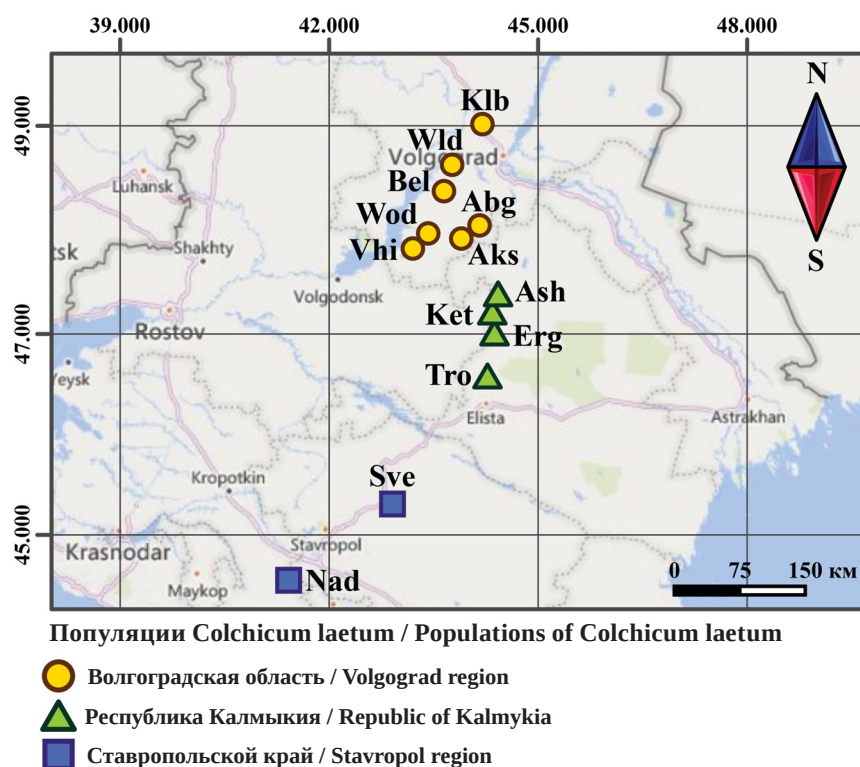 39.000 42.000 45.000 48.000
N
Klb
49.000
Wld
Volgograd
Bel
Luhansk
Abg
Wod
S
tsk
Shakhty
Vhi
Aks
Ash
Volgodonsk
Ket
Rostov
47.000
Erg
Yeysk
Tro
Elista
Astrakhan
Sve
Kropotkin
45.000
Krasnodar
Stavropol
0 75 150 км
Nad
Maykop
Популяции Colchicum laetum / Populations of Colchicum laetum
Волгоградская область / Volgograd region
Республика Калмыкия / Republic of Kalmykia
Ставропольской край / Stavropol region